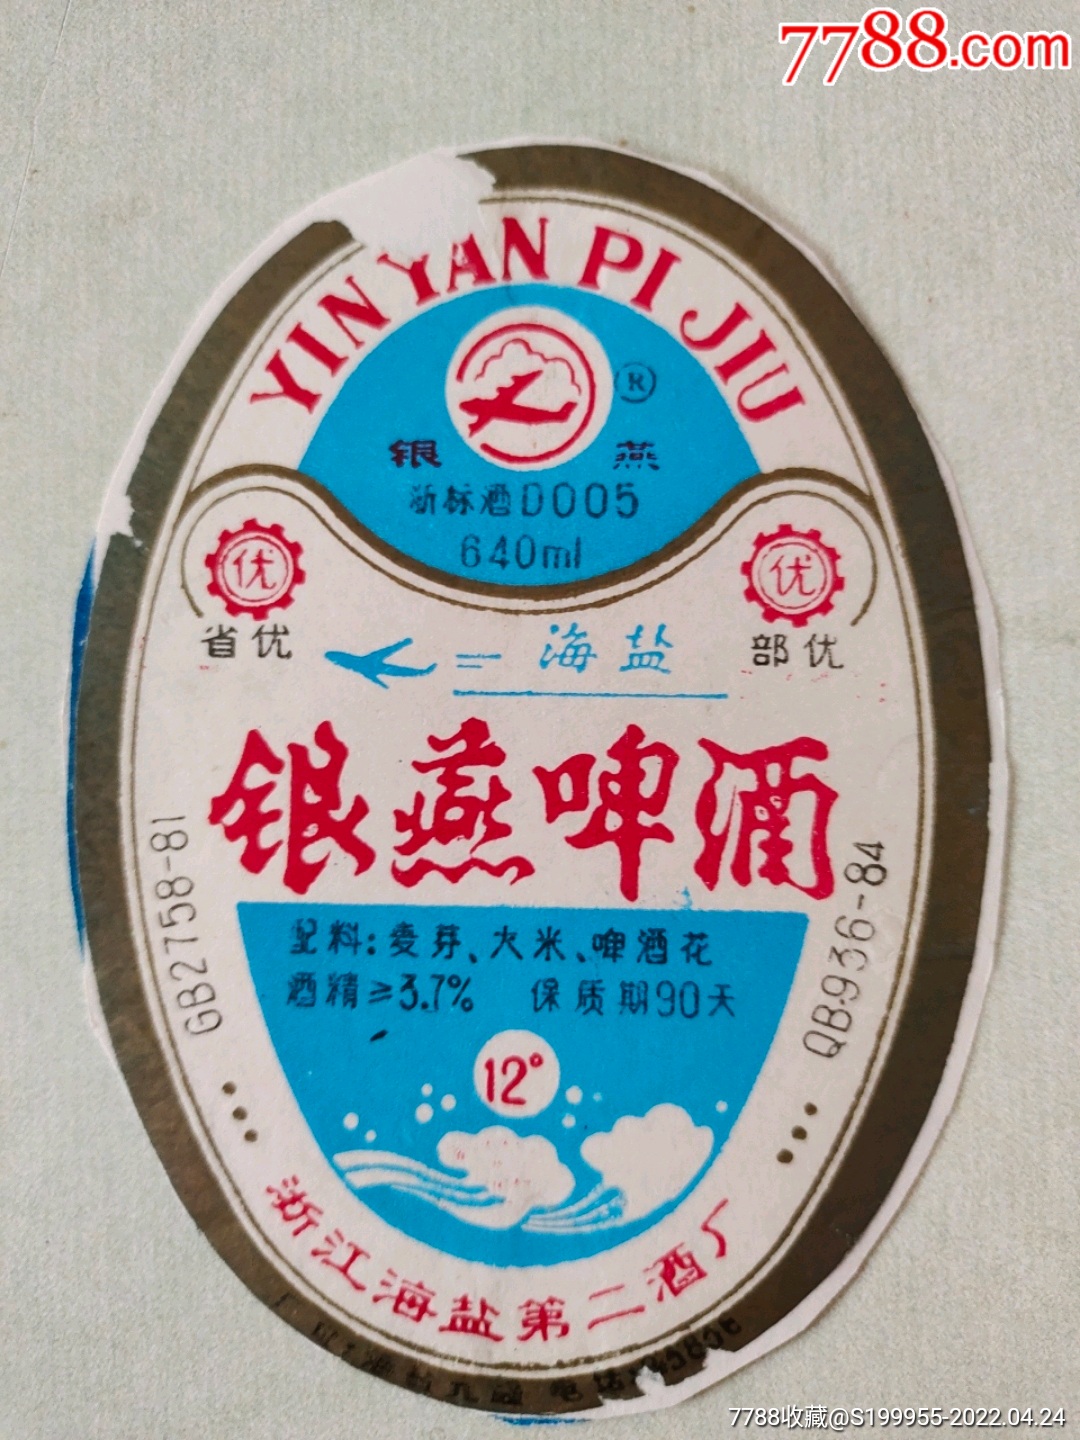 7788.com
YIN YAN PI JIU
®
银 燕
浙标酒D005
640ml
优
优
省优
部优
海盐
银燕啤酒
GB2758-81
QB936-84
配料:麦芽、大米、啤酒花
酒精≥3.7% 保质期90天
12°
浙江海盐第二酒厂
电话
7788收藏@S199955-2022.04.24